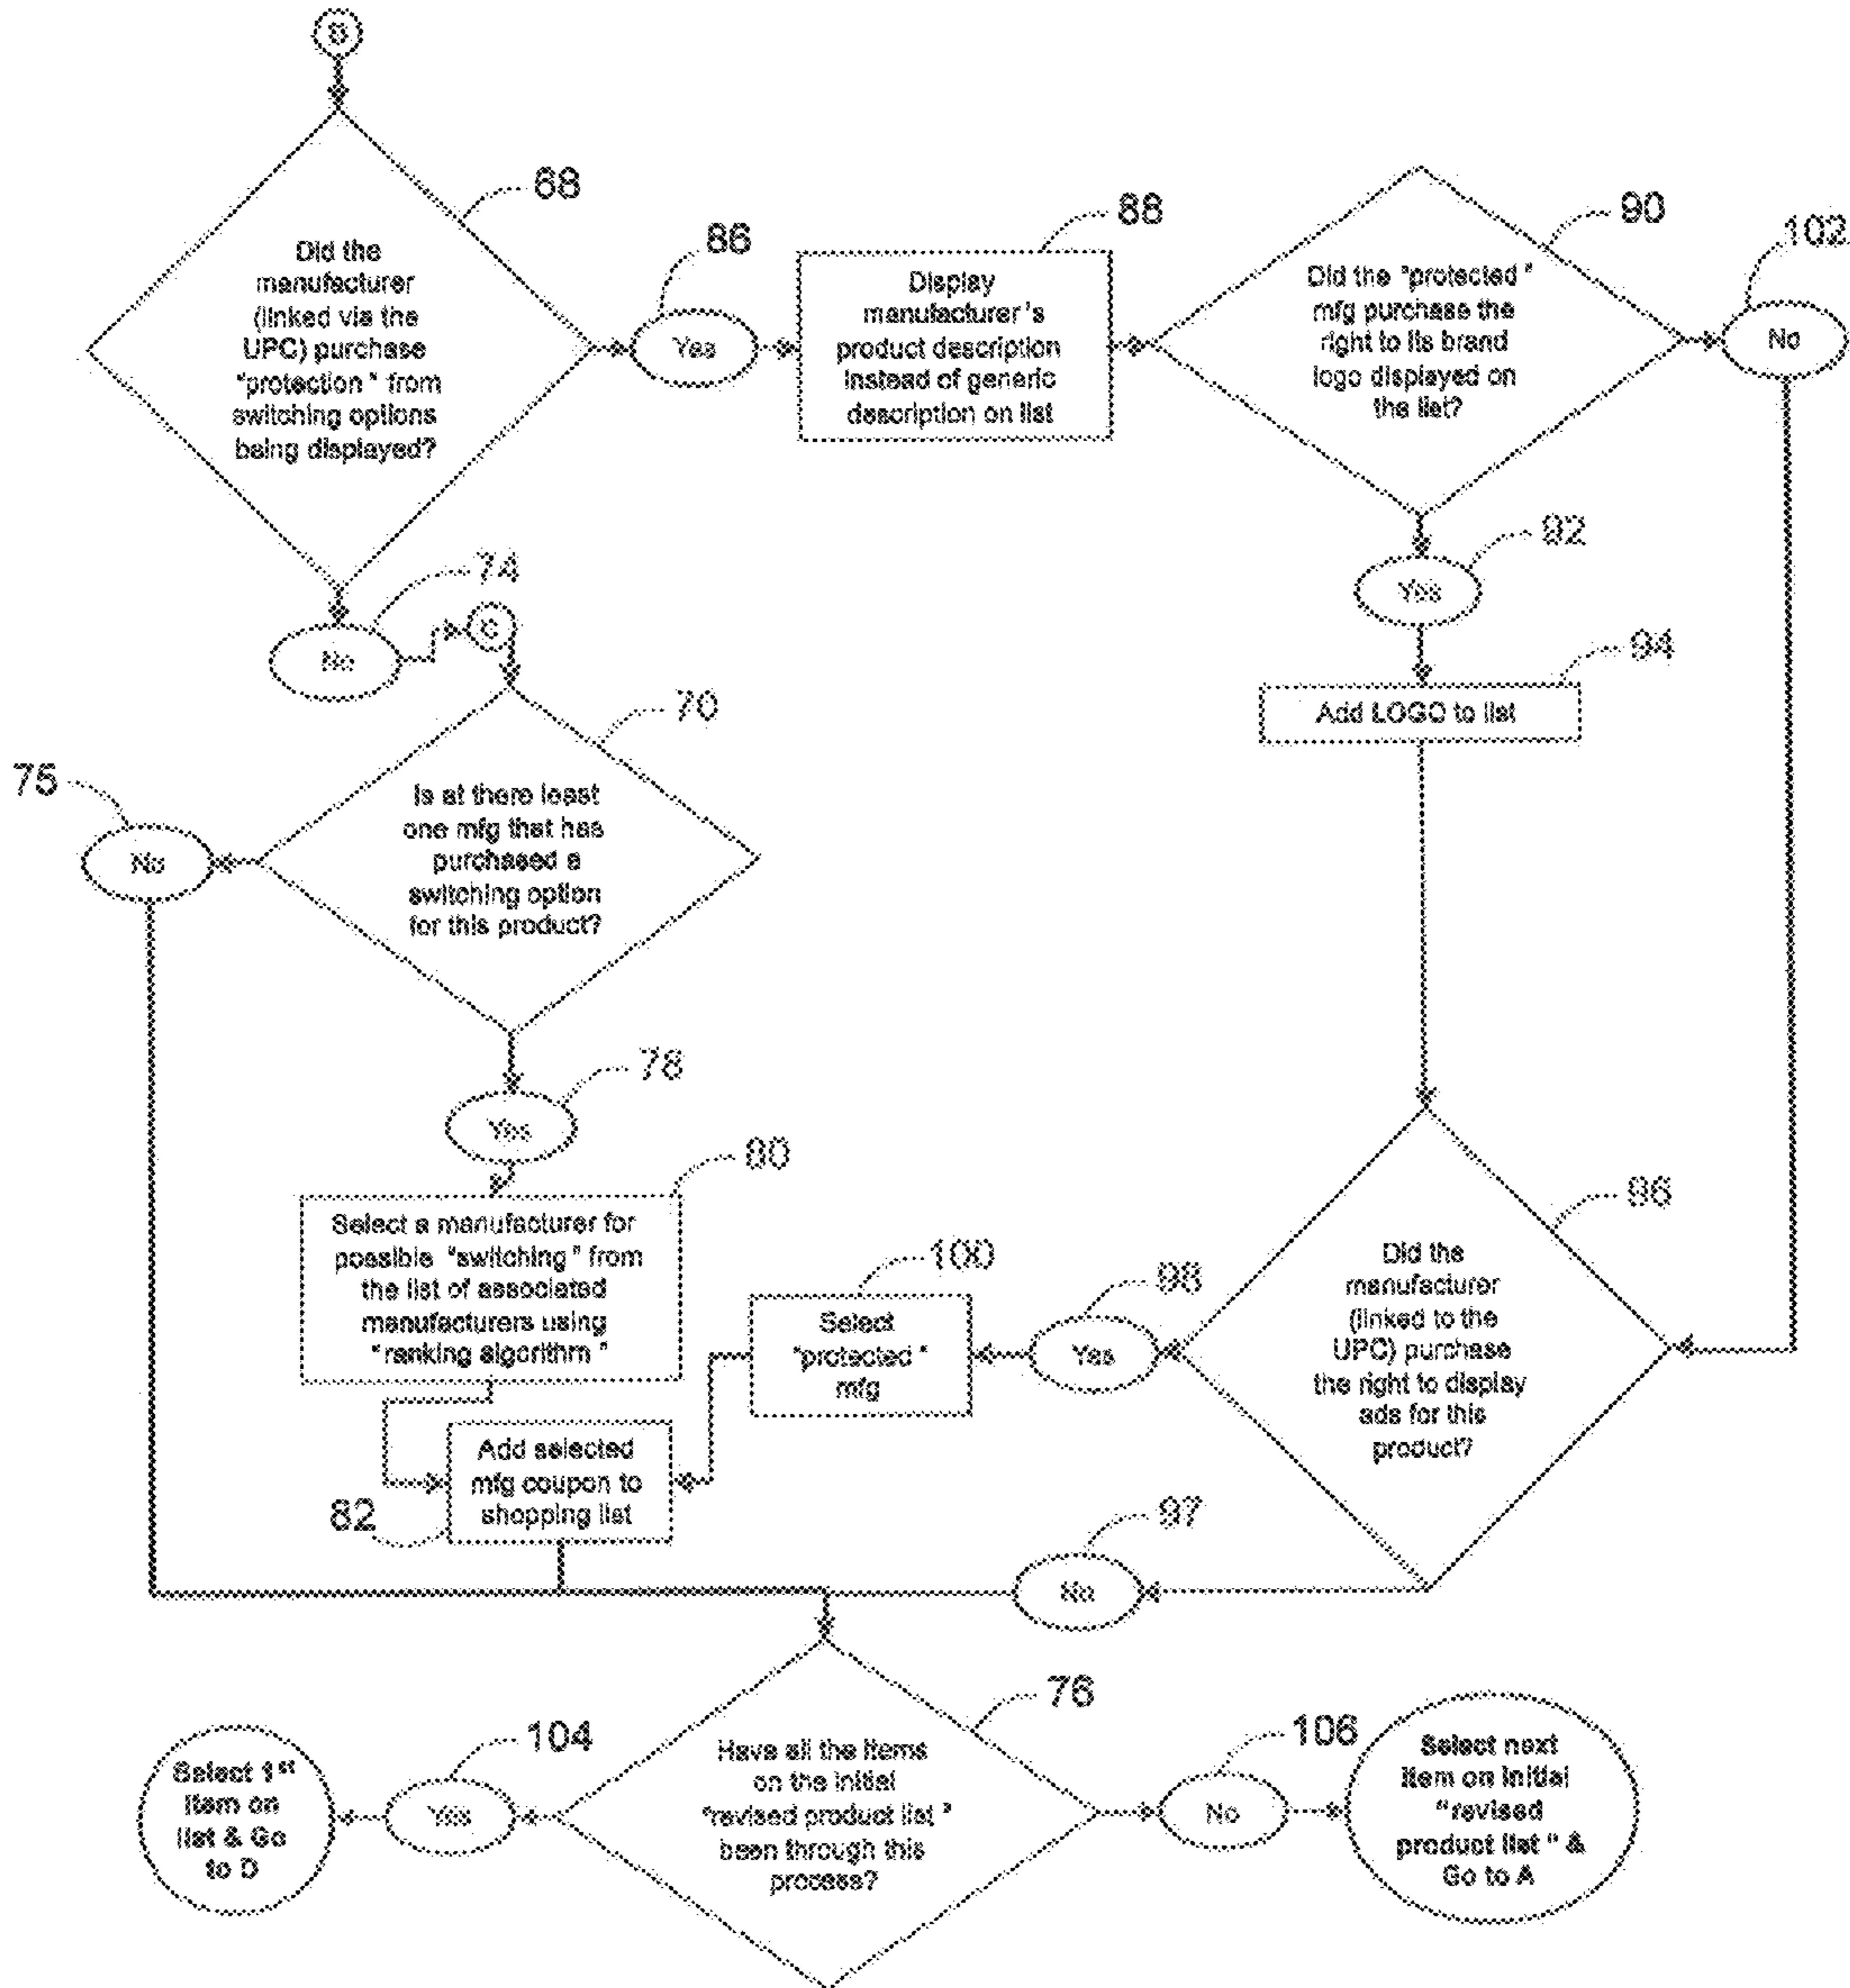 68
Did the
manufacturer
(linked via the
UPC) purchase
"protection" from
switching options
being displayed?
86
Yes
88
Display
manufacturer's
product description
instead of generic
description on list
90
Did the "protected"
mfg purchase the
right to its brand
logo displayed on
the list?
102
No
92
Yes
94
Add LOGO to list
74
No
C
70
Is at there least
one mfg that has
purchased a
switching option
for this product?
75
No
78
Yes
80
Select a manufacturer for
possible "switching" from
the list of associated
manufacturers using
"ranking algorithm"
96
Did the
manufacturer
(linked to the
UPC) purchase
the right to display
ads for this
product?
98
Yes
100
Select
"protected"
mfg
Add selected
mfg coupon to
shopping list
82
97
No
76
Have all the items
on the initial
"revised product list"
been through this
process?
104
Yes
Select 1st
item on
list & Go
to D
106
No
Select next
item on initial
"revised
product list" &
Go to A